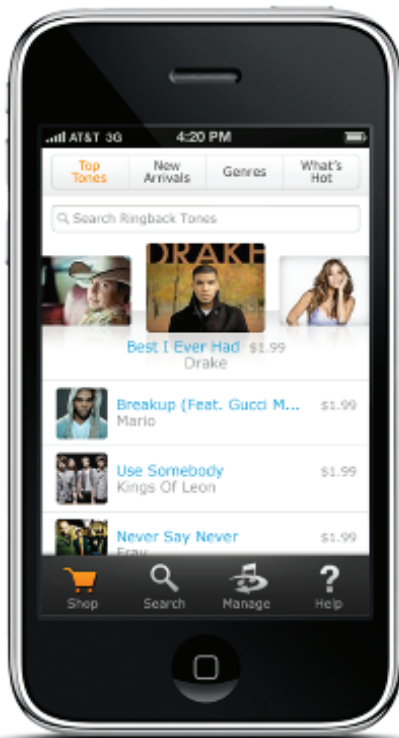 AT&T 3G 4:20 PM
Top Tones New Arrivals Genres What's Hot
Search Ringback Tones
DRAKE
Best I Ever Had $1.99
Drake
Breakup (Feat. Gucci M... $1.99
Mario
Use Somebody $1.99
Kings Of Leon
Never Say Never $1.99
Fray
Shop Search Manage Help